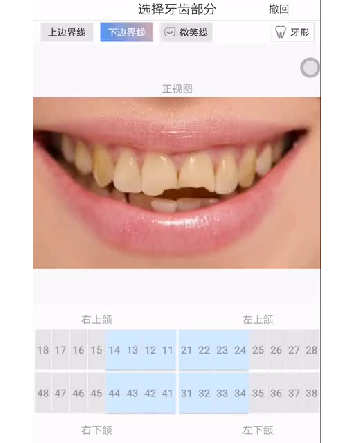 选择牙齿部分 撤回
上边界线 下边界线 微笑线 牙形
正视图
右上颌 左上颌
18 17 16 15 14 13 12 11 21 22 23 24 25 26 27 28
48 47 46 45 44 43 42 41 31 32 33 34 35 36 37 38
右下颌 左下颌